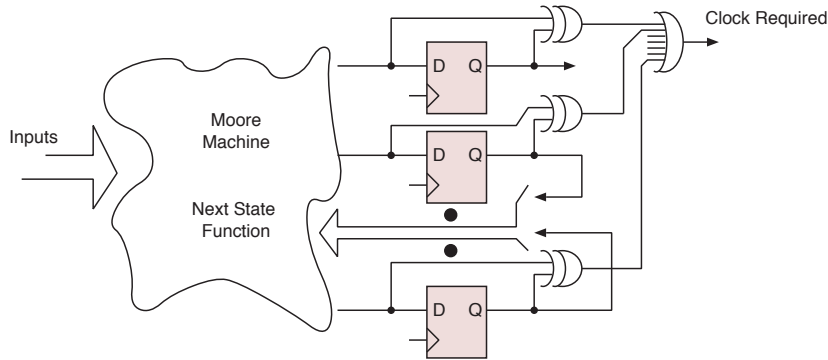 Clock Required
D Q
Inputs
Moore
Machine
D Q
Next State
Function
D Q